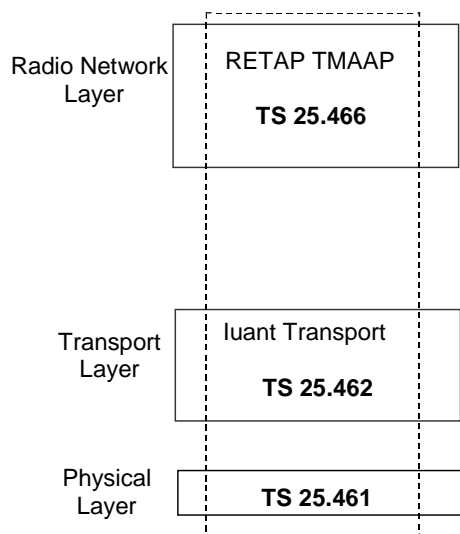 Radio Network
Layer
RETAP TMAAP
TS 25.466
Transport
Layer
Iuant Transport
TS 25.462
Physical
Layer
TS 25.461